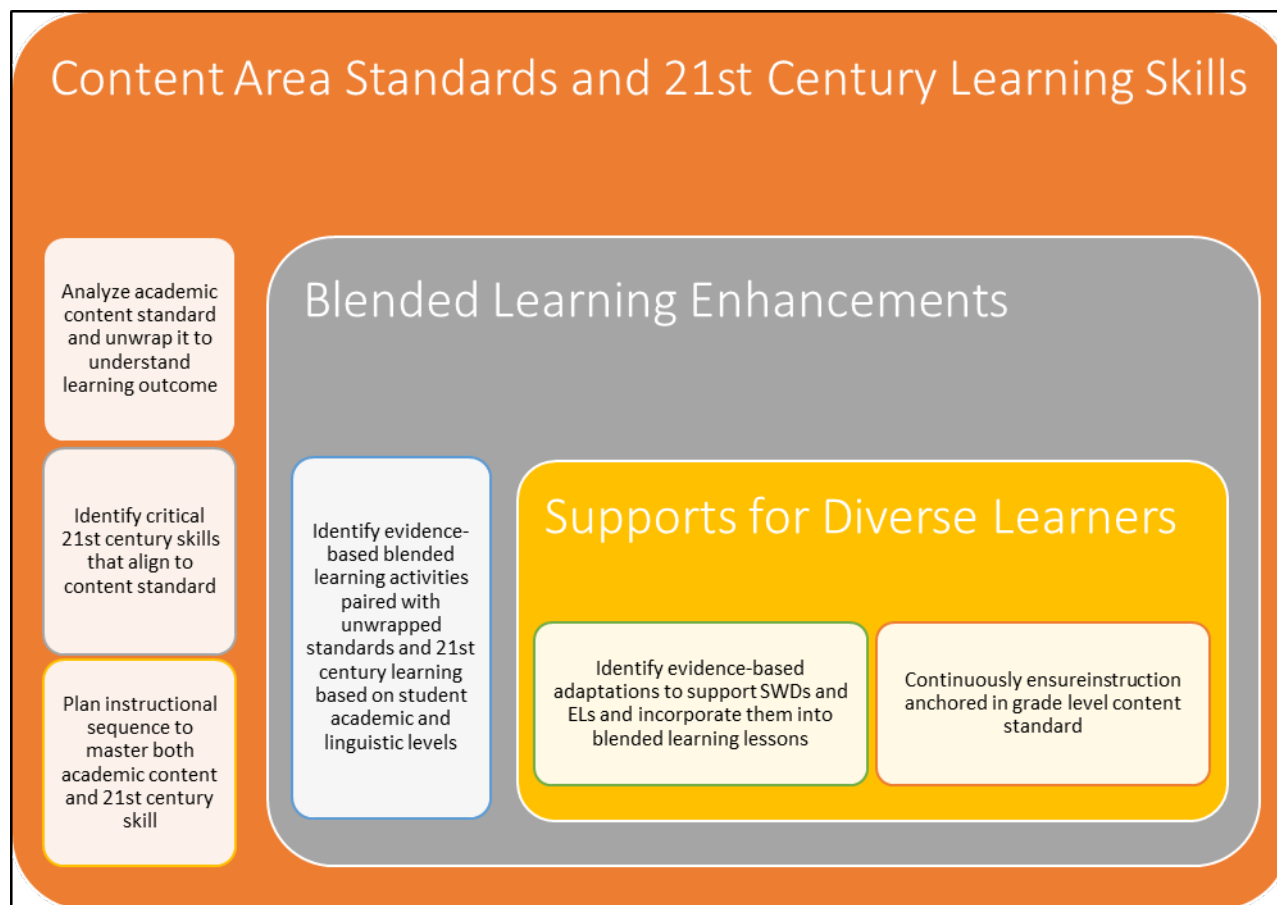 Content Area Standards and 21st Century Learning Skills
Analyze academic
content standard
and unwrap it to
understand
learning outcome
Identify critical
21st century skills
that align to
content standard
Plan instructional
sequence to
master both
academic content
and 21st century
skill
Blended Learning Enhancements
Identify evidence-
based blended
learning activities
paired with
unwrapped
standards and 21st
century learning
based on student
academic and
linguistic levels
Supports for Diverse Learners
Identify evidence-based
adaptations to support SWDs and
ELs and incorporate them into
blended learning lessons
Continuously ensureinstruction
anchored in grade level content
standard